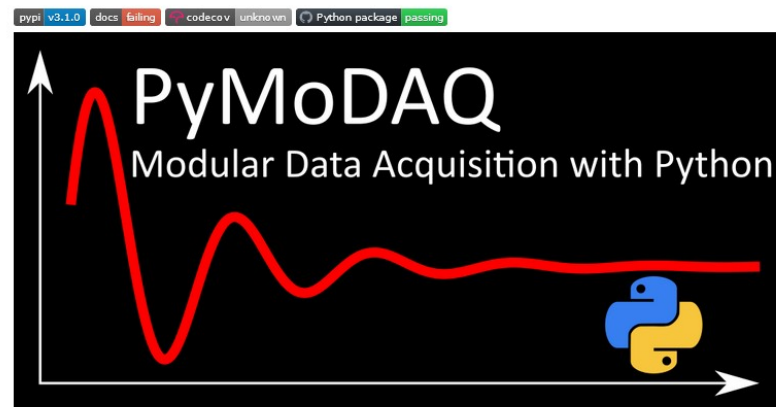 pypi v3.1.0 docs failing codecov unknown Python package passing
PyMoDAQ
Modular Data Acquisition with Python